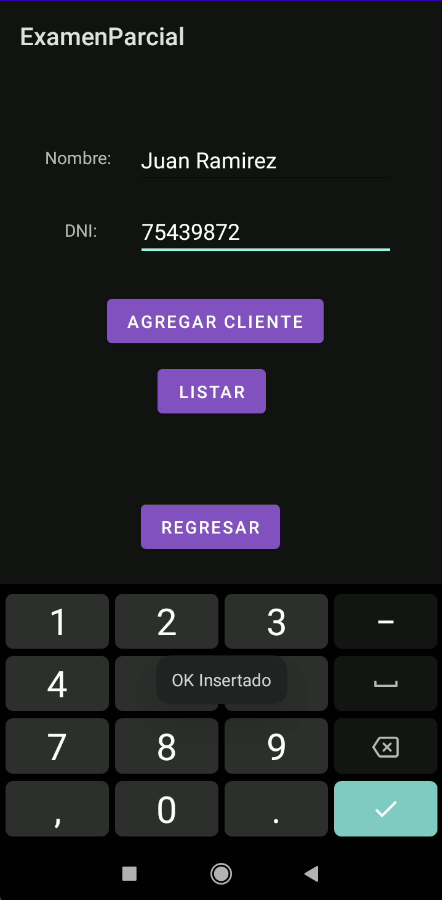 ExamenParcial
Nombre: Juan Ramirez
DNI: 75439872
AGREGAR CLIENTE
LISTAR
REGRESAR
1 2 3 -
4
OK Insertado
7 8 9
, 0 .